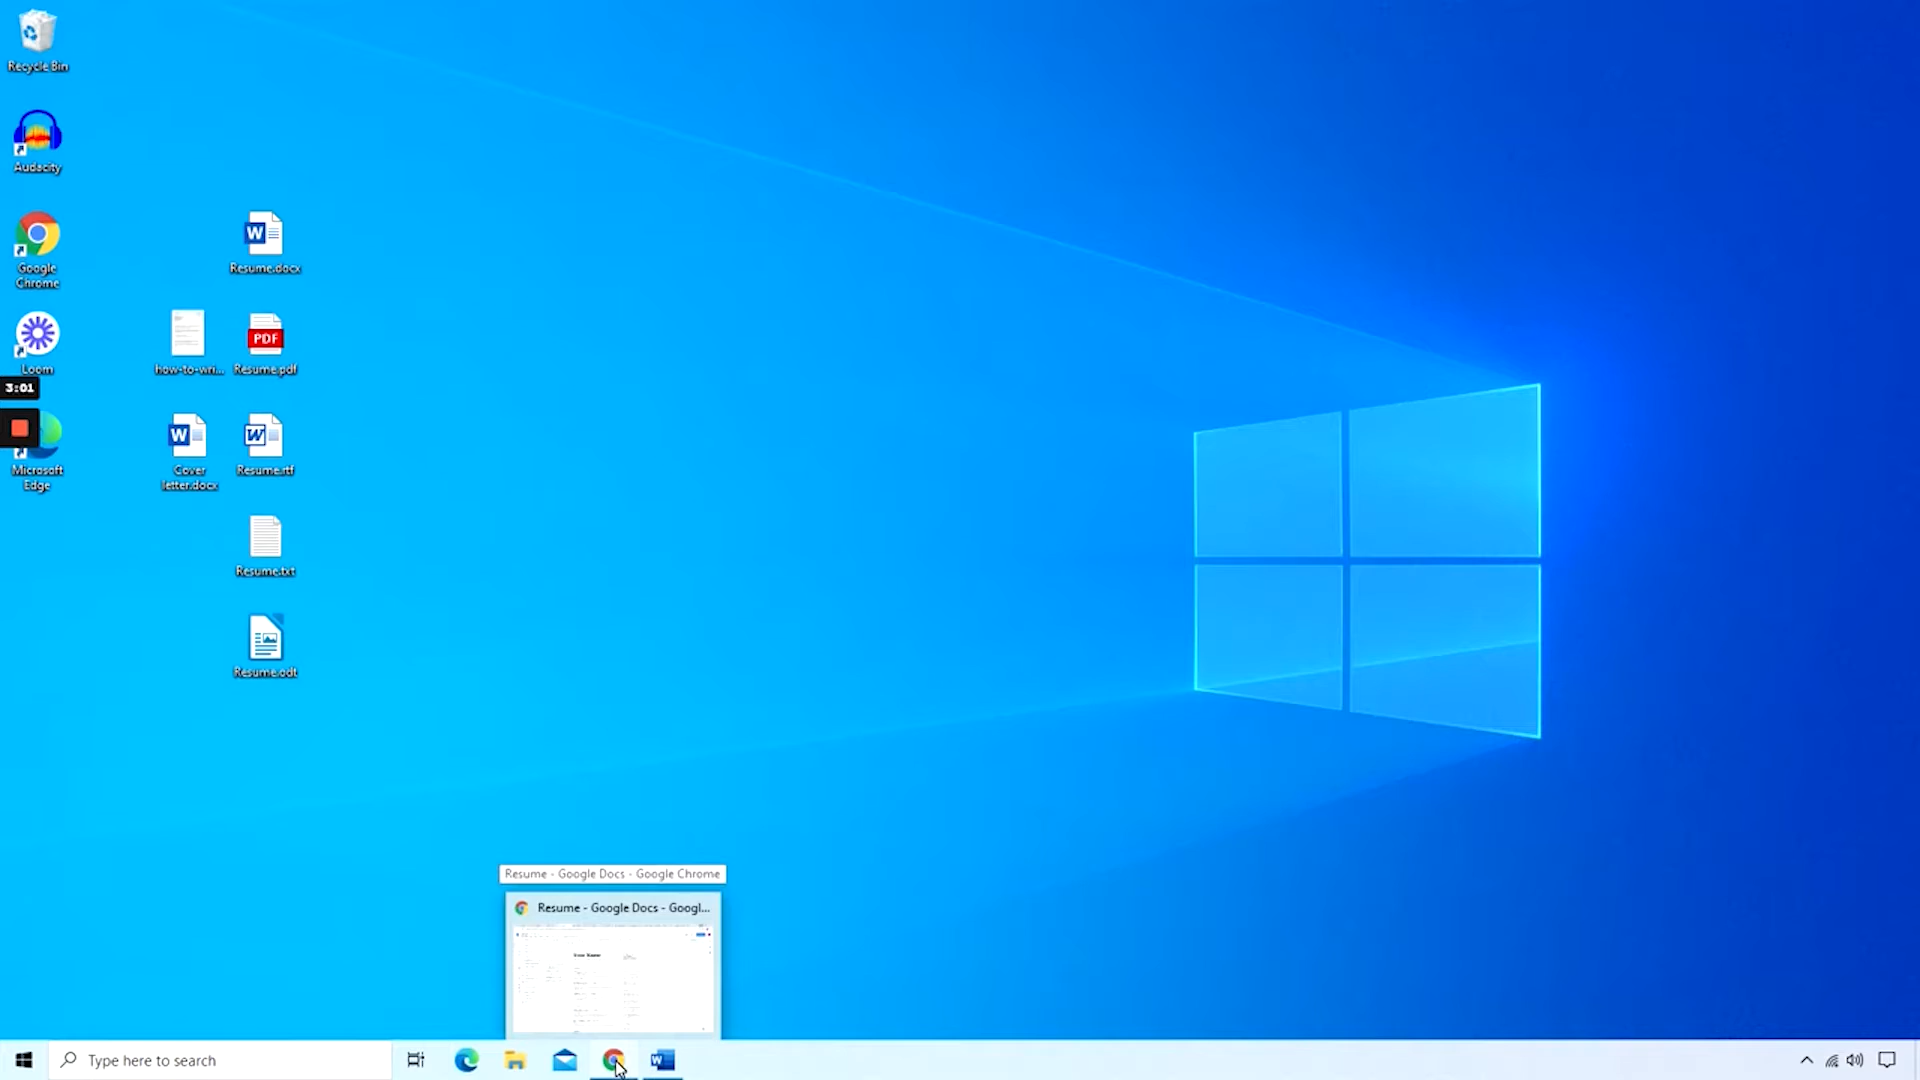 Recycle Bin
Audacity
Google
Chrome
Loom
3:01
Microsoft
Edge
Resume.docx
how-to-wri...
PDF
Resume.pdf
Cover
letter.docx
Resume.rtf
Resume.txt
Resume.odt
Resume - Google Docs - Google Chrome
Resume - Google Docs - Googl...
Your Name
Type here to search